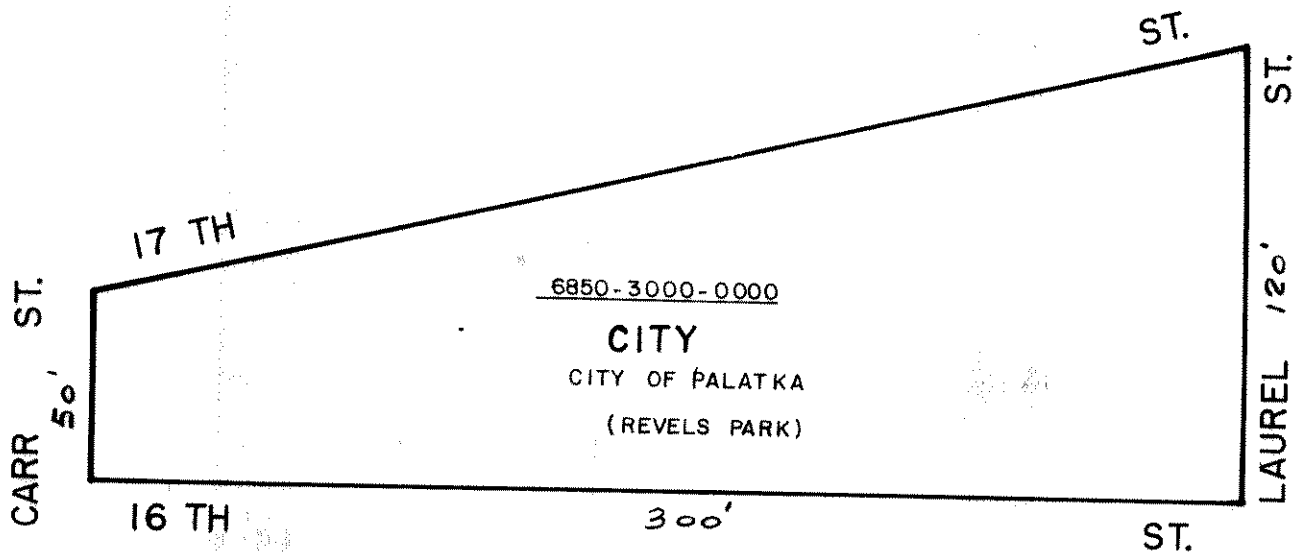 17 TH ST.
CARR ST.
50'
6850-3000-0000
CITY
CITY OF PALATKA
(REVELS PARK)
LAUREL ST.
120'
16 TH ST.
300'